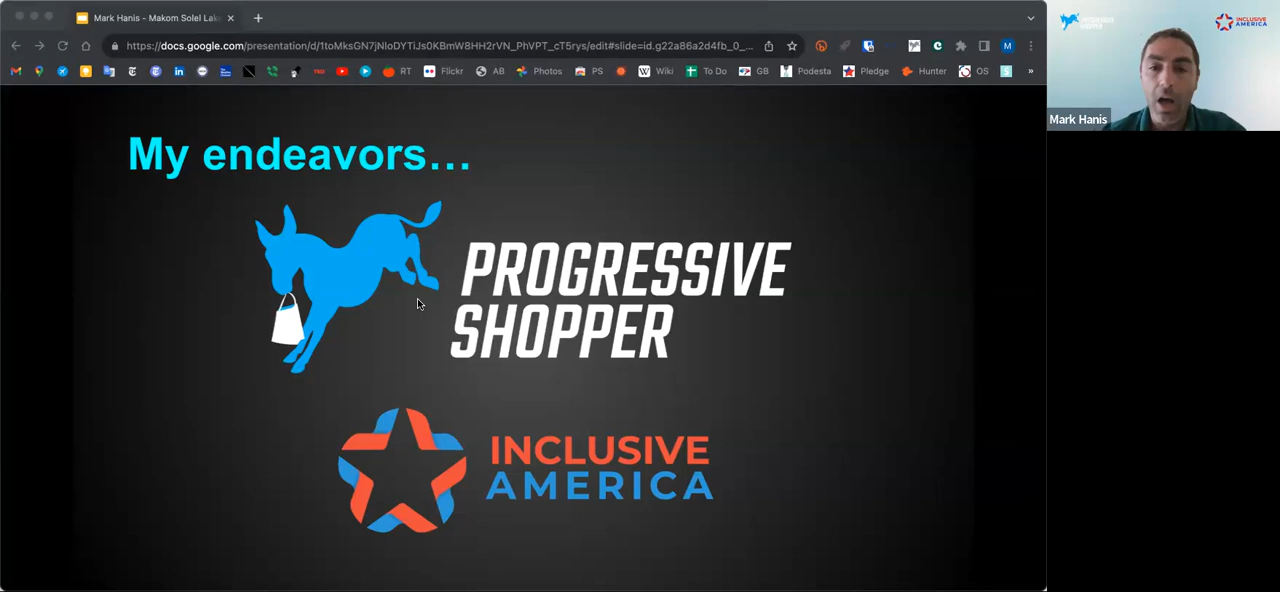 Mark Hanis - Makom Solel Lak
https://docs.google.com/presentation/d/1toMksGN7jNIoDYTiJs0KBmW8HH2rVN_PhVPT_cT5rys/edit#slide=id.g22a86a2d4fb_0_...
M
RT
Flickr
AB
Photos
PS
W Wiki
To Do
GB
Podesta
Pledge
Hunter
OS
»
INCLUSIVE
AMERICA
Mark Hanis
My endeavors...
PROGRESSIVE
SHOPPER
INCLUSIVE
AMERICA